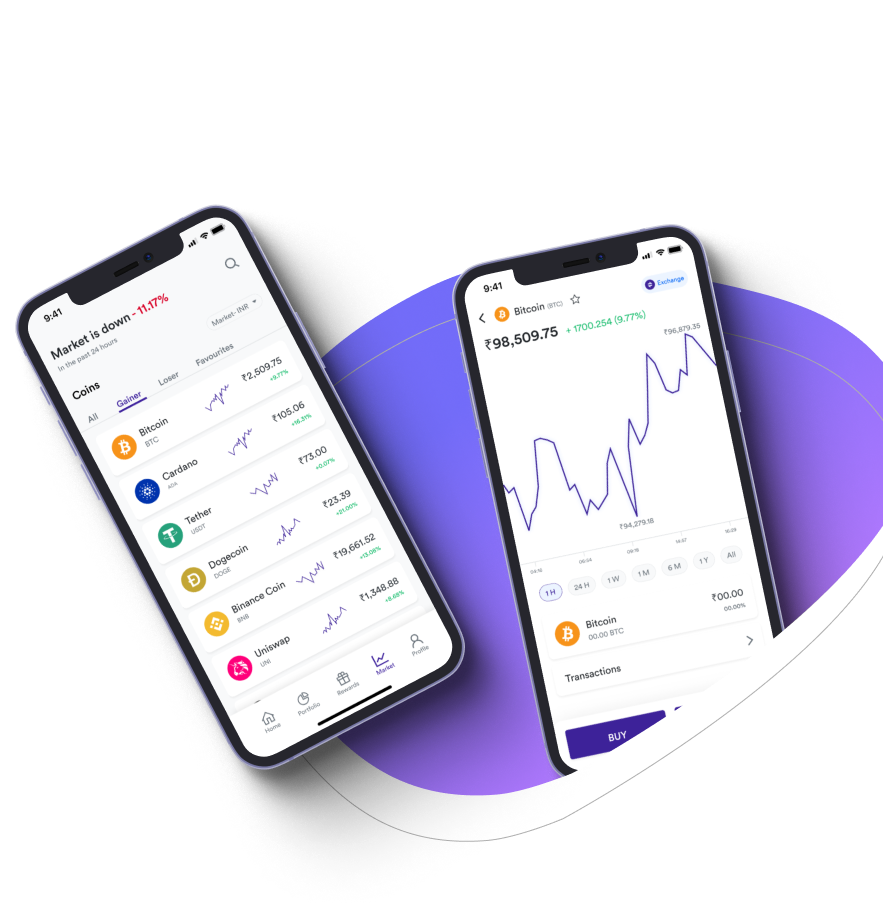 9:41
Market is down - 11.17%
In the past 24 hours
Coins
Market- INR
All
Gainer
Loser
Favourites
Bitcoin
BTC
₹2,509.75
+9.77%
Cardano
ADA
₹105.06
+16.31%
Tether
USDT
₹73.00
+0.07%
Dogecoin
DOGE
₹23.39
+21.00%
Binance Coin
BNB
₹19,661.52
+13.08%
Uniswap
UNI
₹1,348.88
Home
Portfolio
Rewards
Market
Profile
9:41
Bitcoin (BTC)
Exchange
₹98,509.75
+ 1700.254 (9.77%)
₹96,879.35
₹94,279.18
1 H
24 H
1 W
1 M
6 M
1 Y
All
Bitcoin
00.00 BTC
₹00.00
00.00%
Transactions
BUY